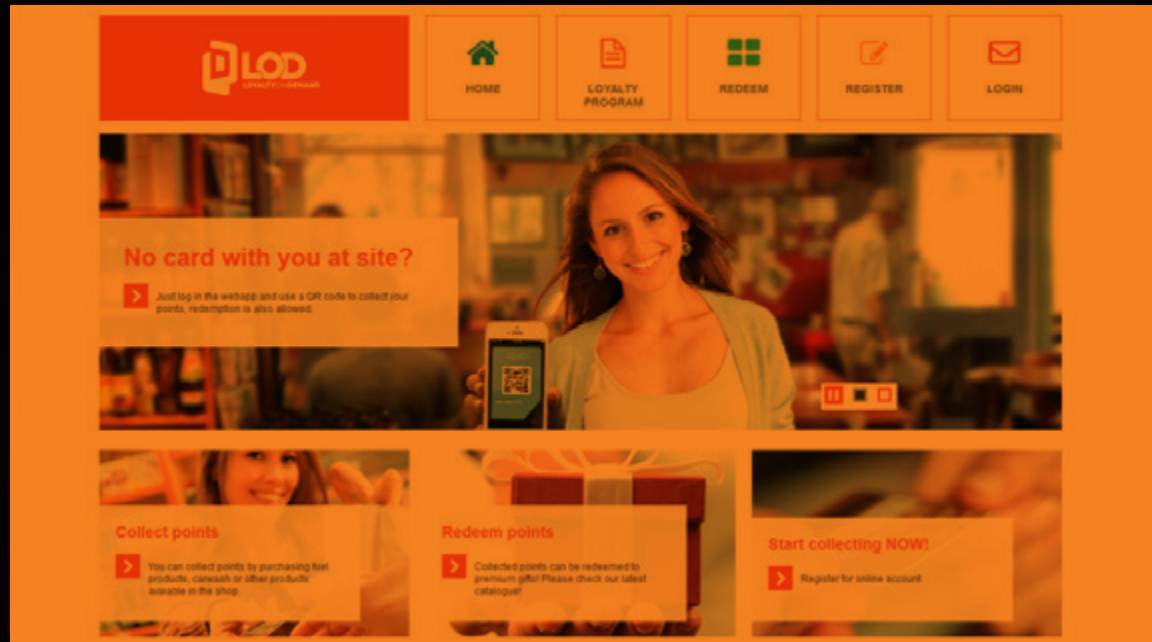 LOD
LOYALTY ON DEMAND
HOME
LOYALTY
PROGRAM
REDEEM
REGISTER
LOGIN
No card with you at site?
Just log in the webapp and use a QR code to collect your
points, redemption is also allowed.
Collect points
You can collect points by purchasing fuel
products, carwash or other products
available in the shop.
Redeem points
Collected points can be redeemed to
premium gifts! Please check our latest
catalogue!
Start collecting NOW!
Register for online account